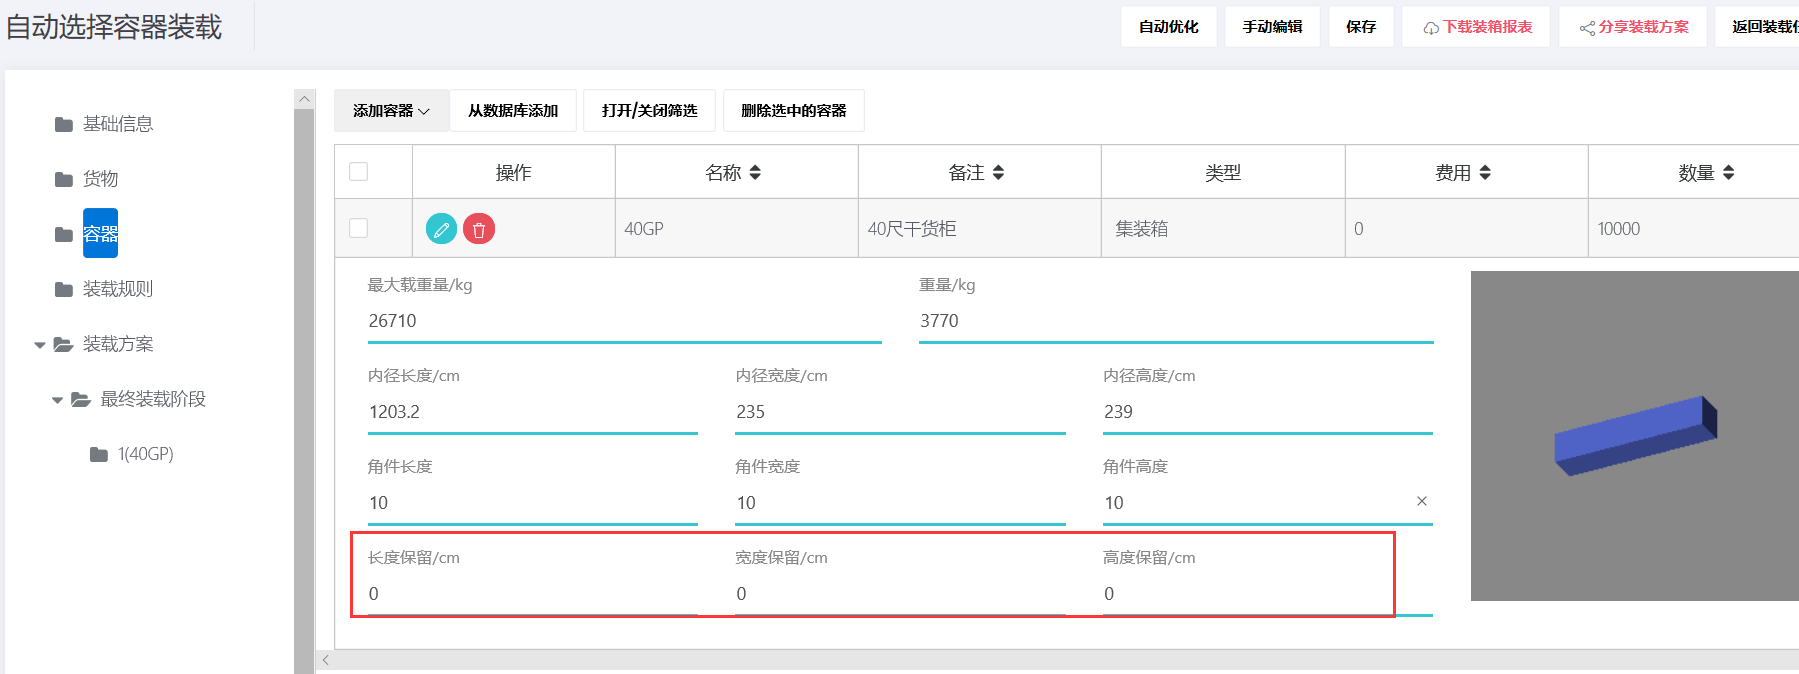 自动选择容器装载
自动优化 手动编辑 保存 下载装箱报表 分享装载方案 返回装载
基础信息
货物
容器
装载规则
装载方案
最终装载阶段
1(40GP)
添加容器 从数据库添加 打开/关闭筛选 删除选中的容器
操作 名称 备注 类型 费用 数量
40GP 40尺干货柜 集装箱 0 10000
最大载重量/kg 重量/kg
26710 3770
内径长度/cm 内径宽度/cm 内径高度/cm
1203.2 235 239
角件长度 角件宽度 角件高度
10 10 10
长度保留/cm 宽度保留/cm 高度保留/cm
0 0 0